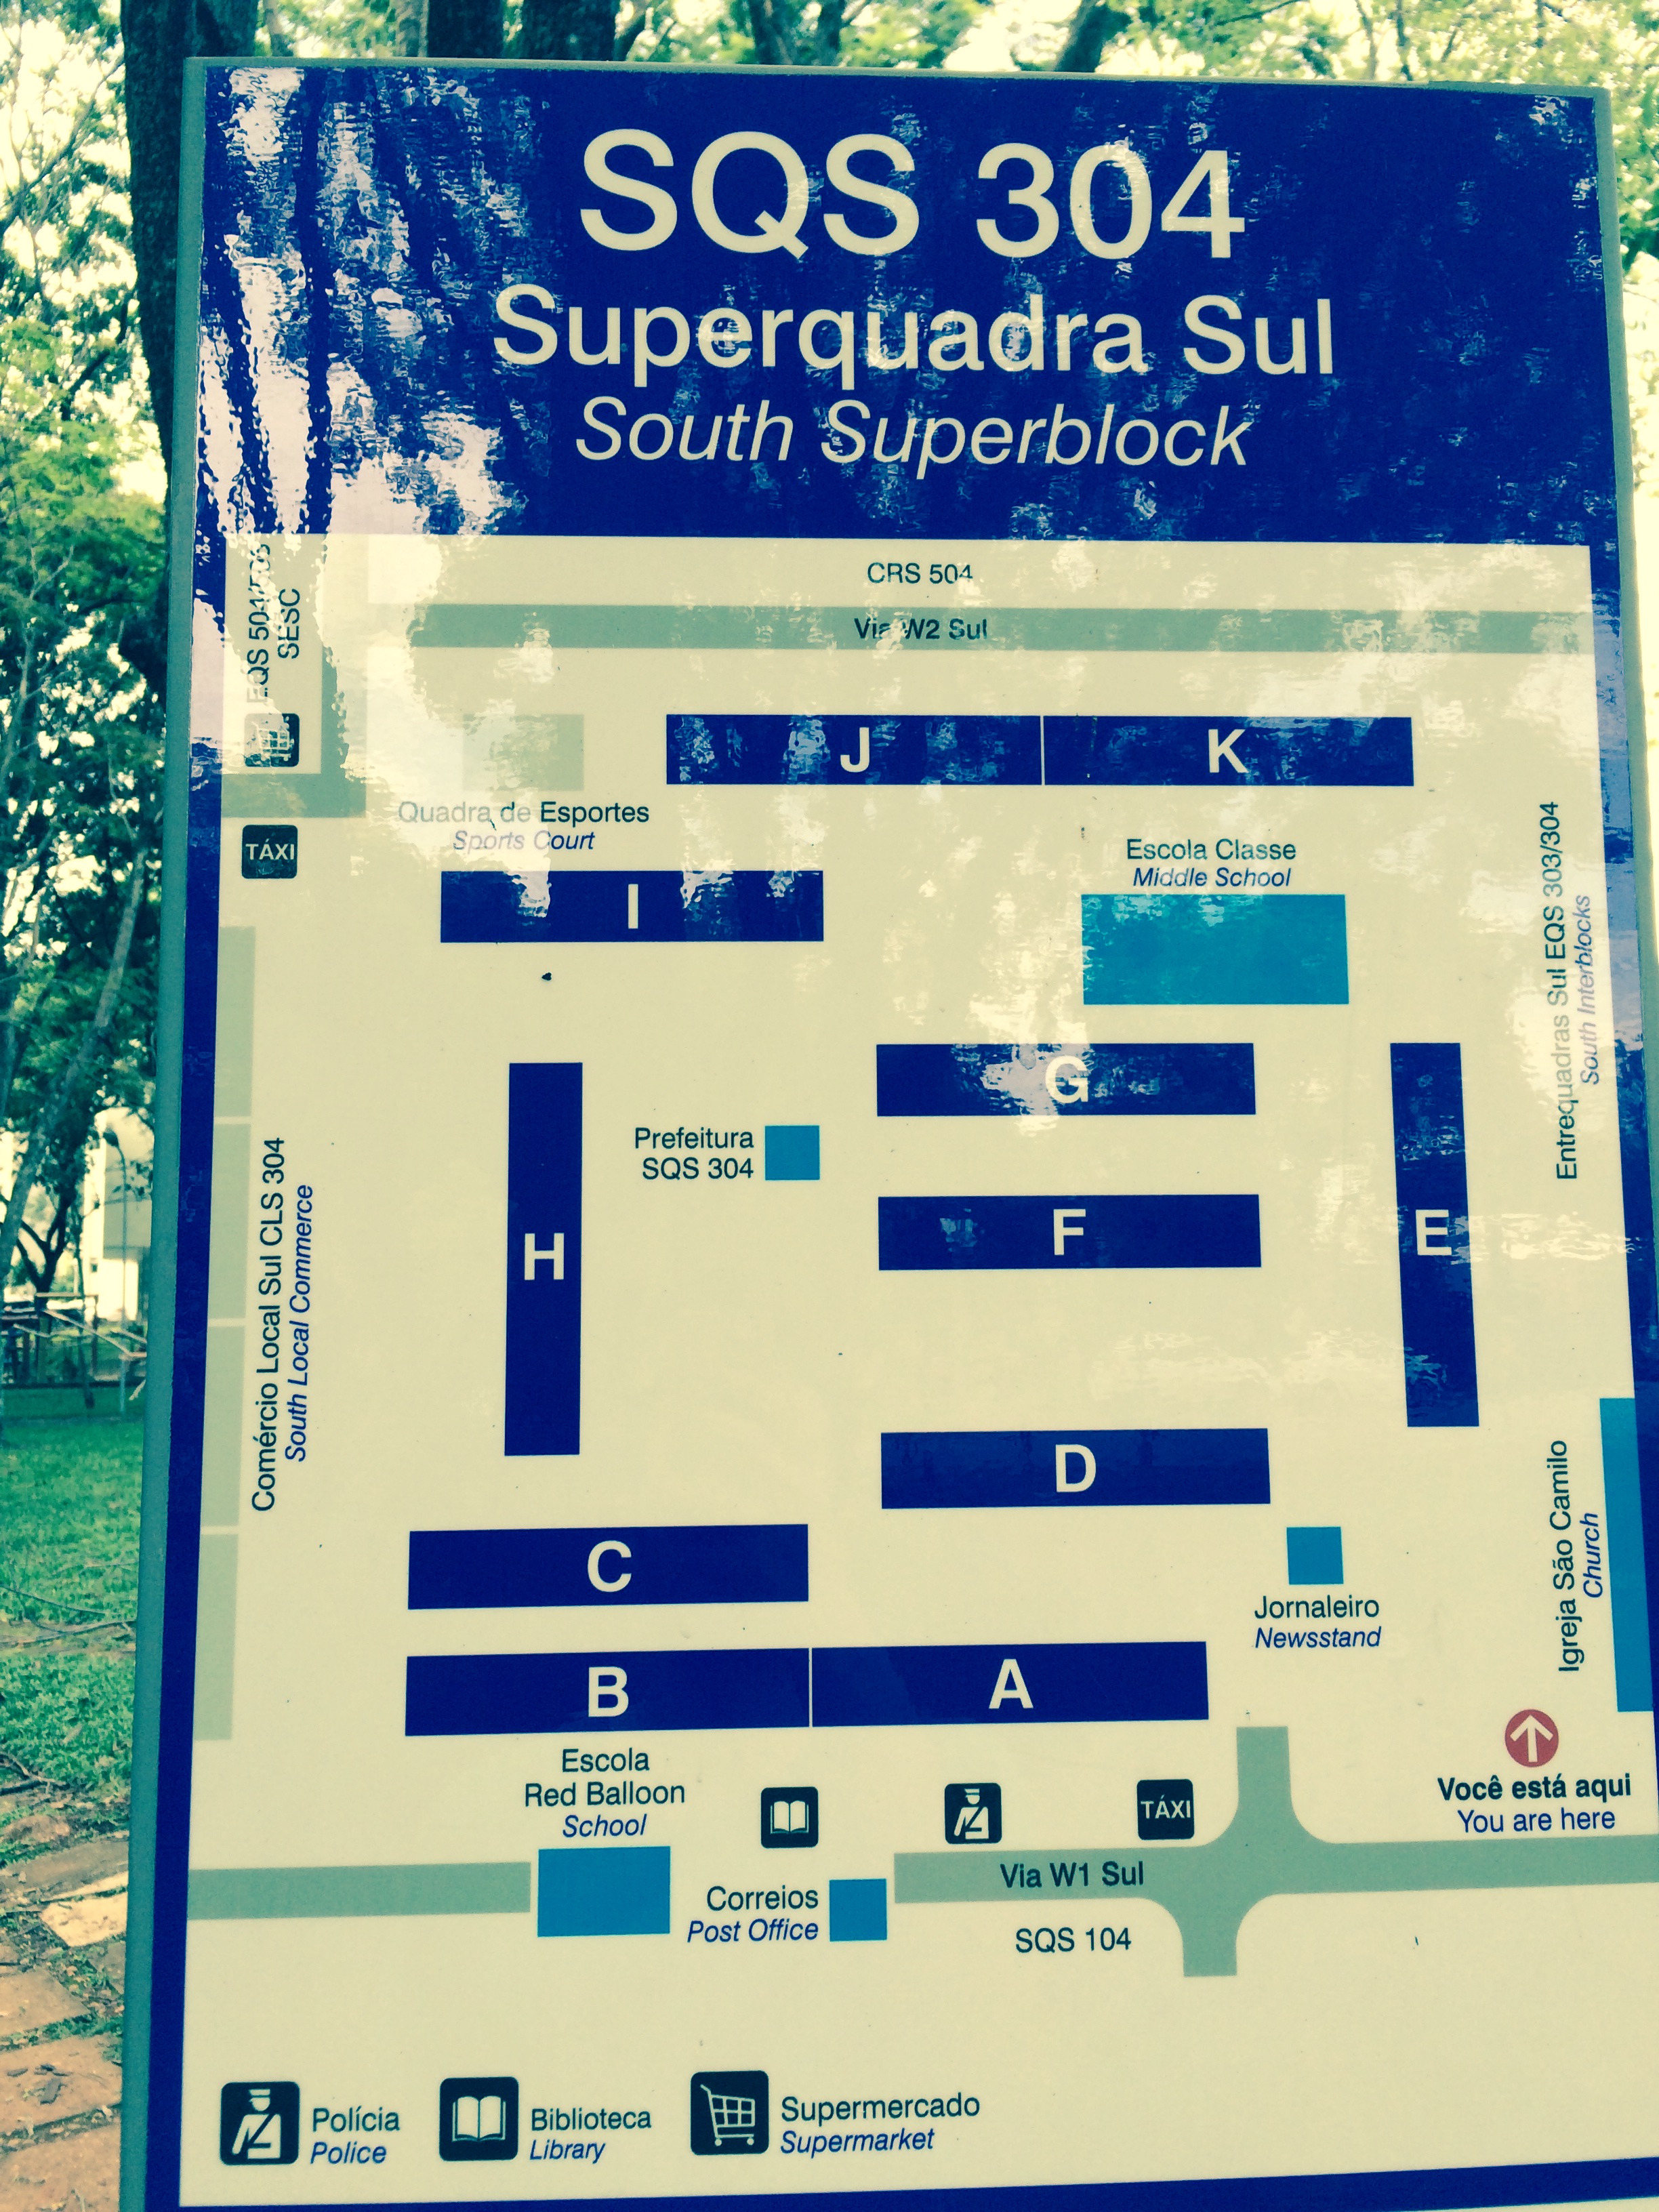 SQS 304
Superquadra Sul
South Superblock
CRS 504
Via W2 Sul
EQS 504/505
SESC
J
K
Quadra de Esportes
Sports Court
TÁXI
Escola Classe
Middle School
I
Entrequadras Sul EQS 303/304
South Interblocks
G
Prefeitura
SQS 304
H
F
E
Comércio Local Sul CLS 304
South Local Commerce
D
C
Jornaleiro
Newsstand
Igreja São Camilo
Church
B
A
Escola
Red Balloon
School
TÁXI
Você está aqui
You are here
Via W1 Sul
Correios
Post Office
SQS 104
Polícia
Police
Biblioteca
Library
Supermercado
Supermarket